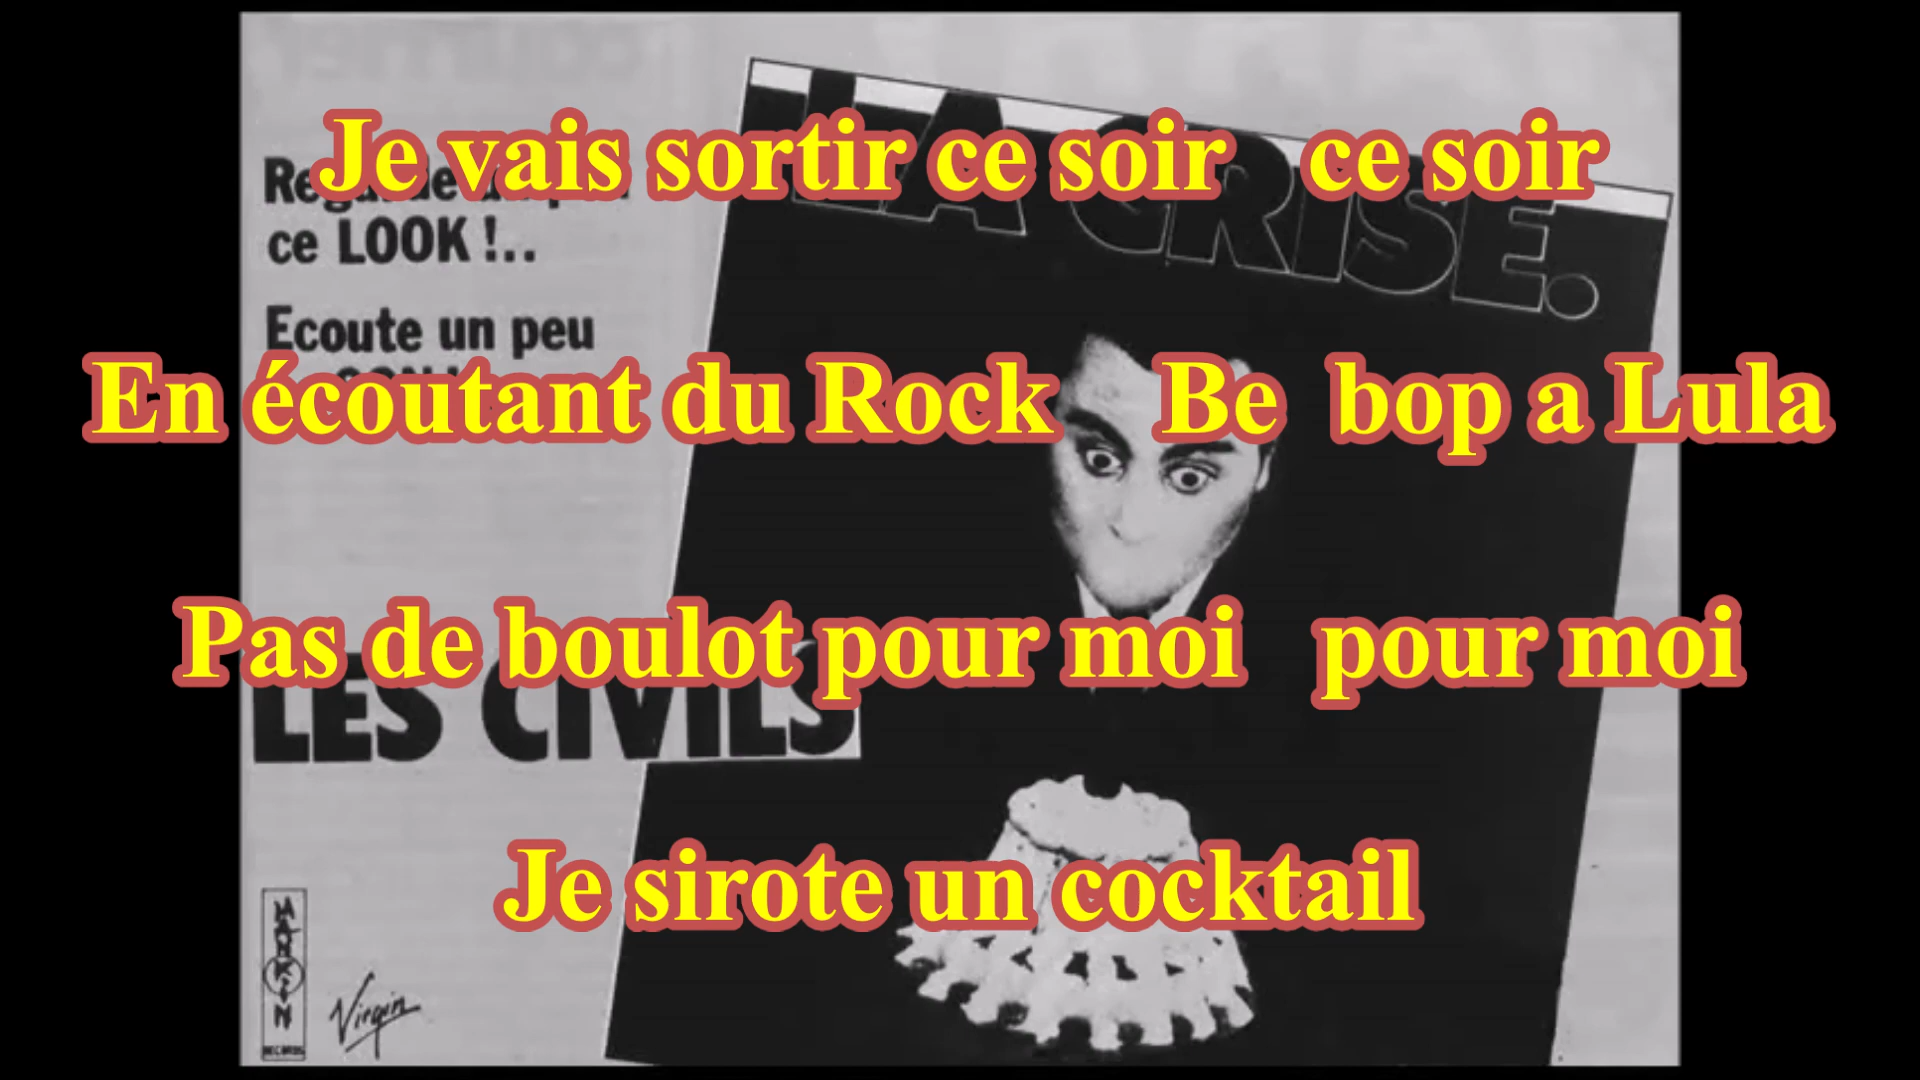 LA CRISE.
Je vais sortir ce soir ce soir
ce LOOK !..
Ecoute un peu
En écoutant du Rock Be bop a Lula
Pas de boulot pour moi pour moi
LES CIVILS
Je sirote un cocktail
Virgin
RECORDS